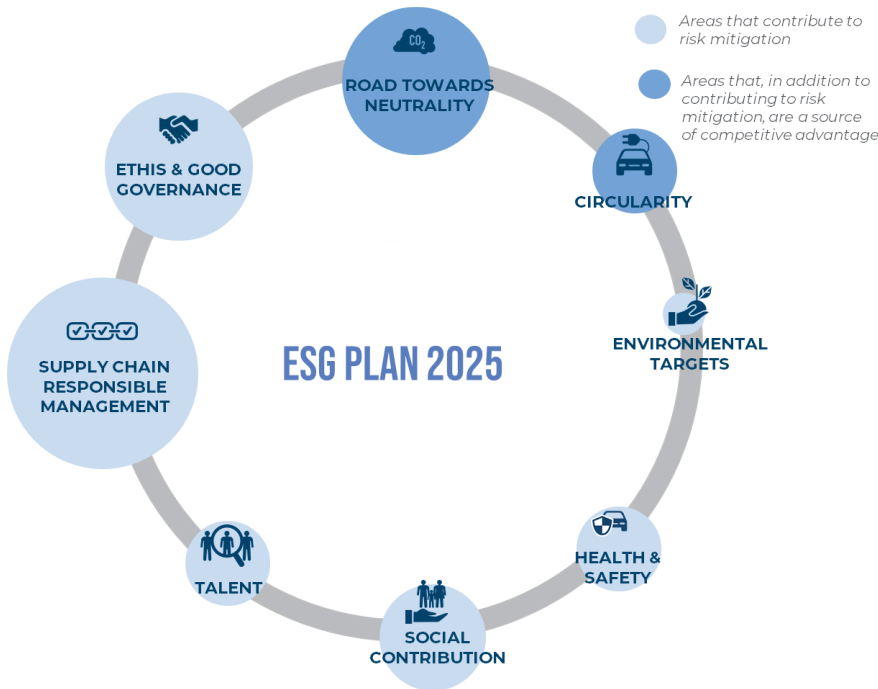 Areas that contribute to
risk mitigation
Areas that, in addition to
contributing to risk
mitigation, are a source
of competitive advantage
CO2
ROAD TOWARDS
NEUTRALITY
CIRCULARITY
ENVIRONMENTAL
TARGETS
HEALTH &
SAFETY
SOCIAL
CONTRIBUTION
TALENT
SUPPLY CHAIN
RESPONSIBLE
MANAGEMENT
ETHIS & GOOD
GOVERNANCE
ESG PLAN 2025